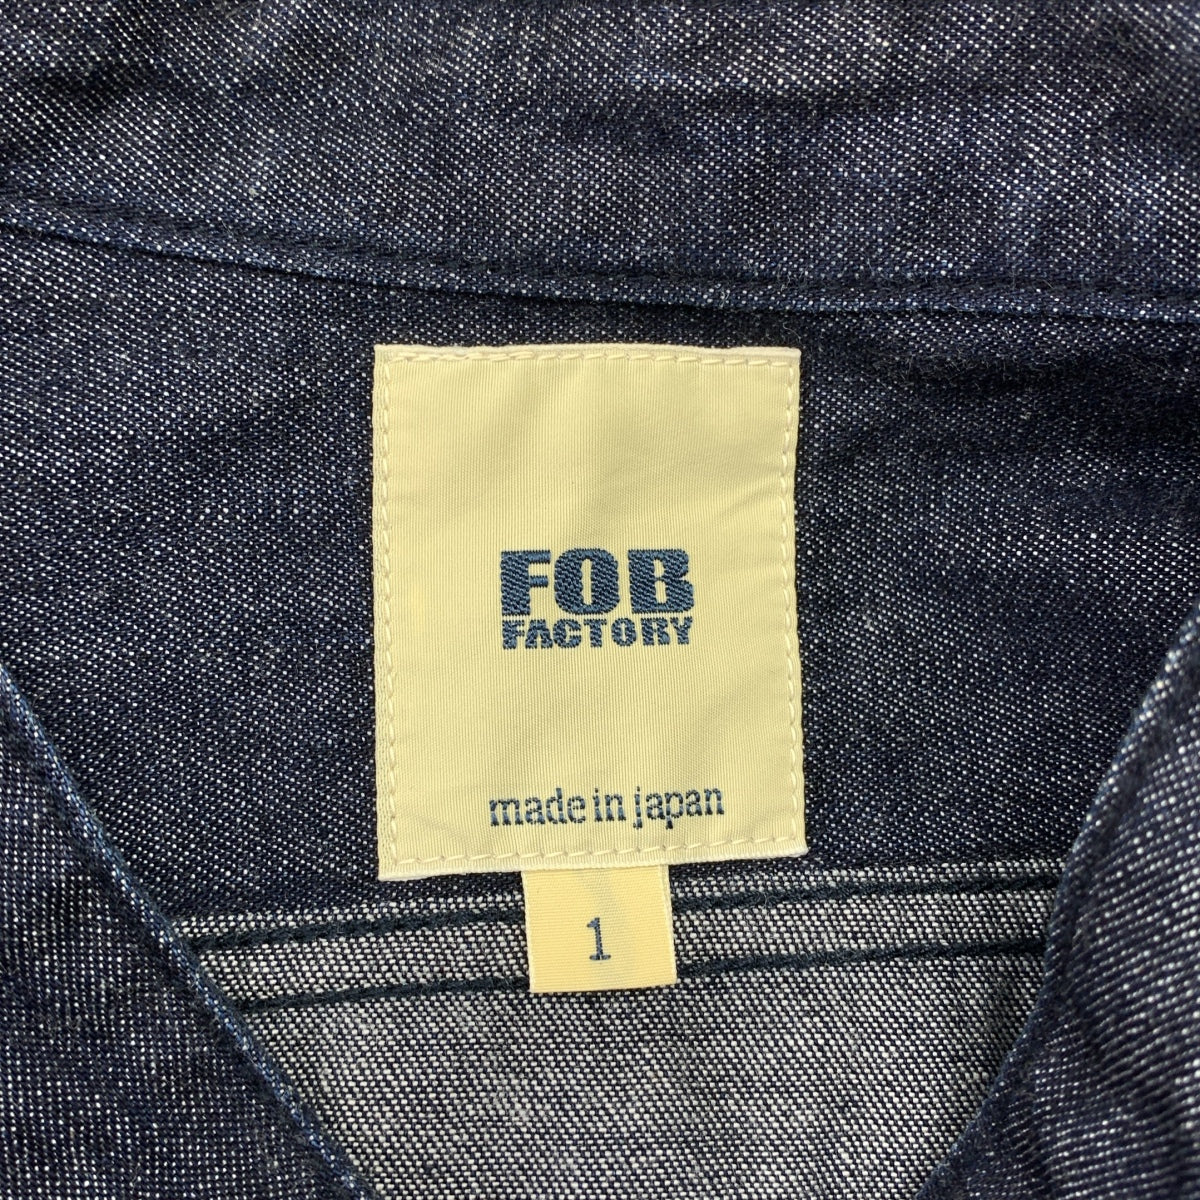 FOB
FACTORY
made in japan
1